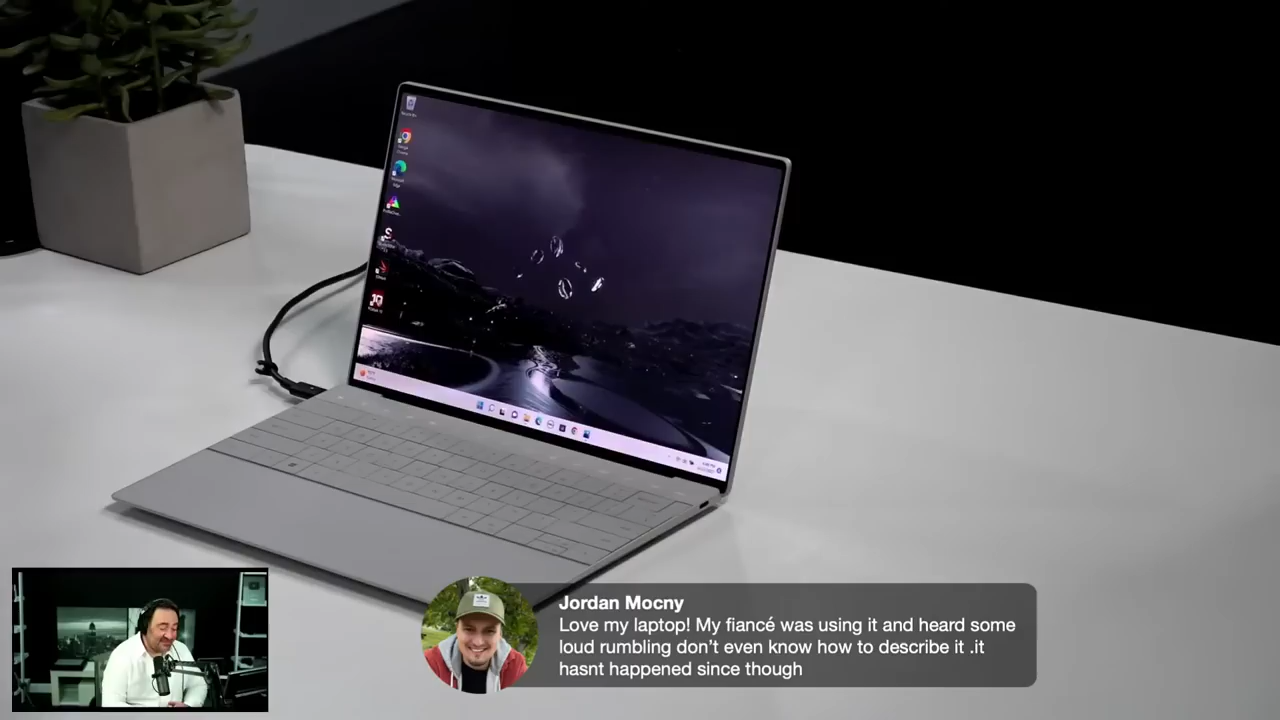 Jordan Mocny
Love my laptop! My fiancé was using it and heard some
loud rumbling don't even know how to describe it .it
hasnt happened since though